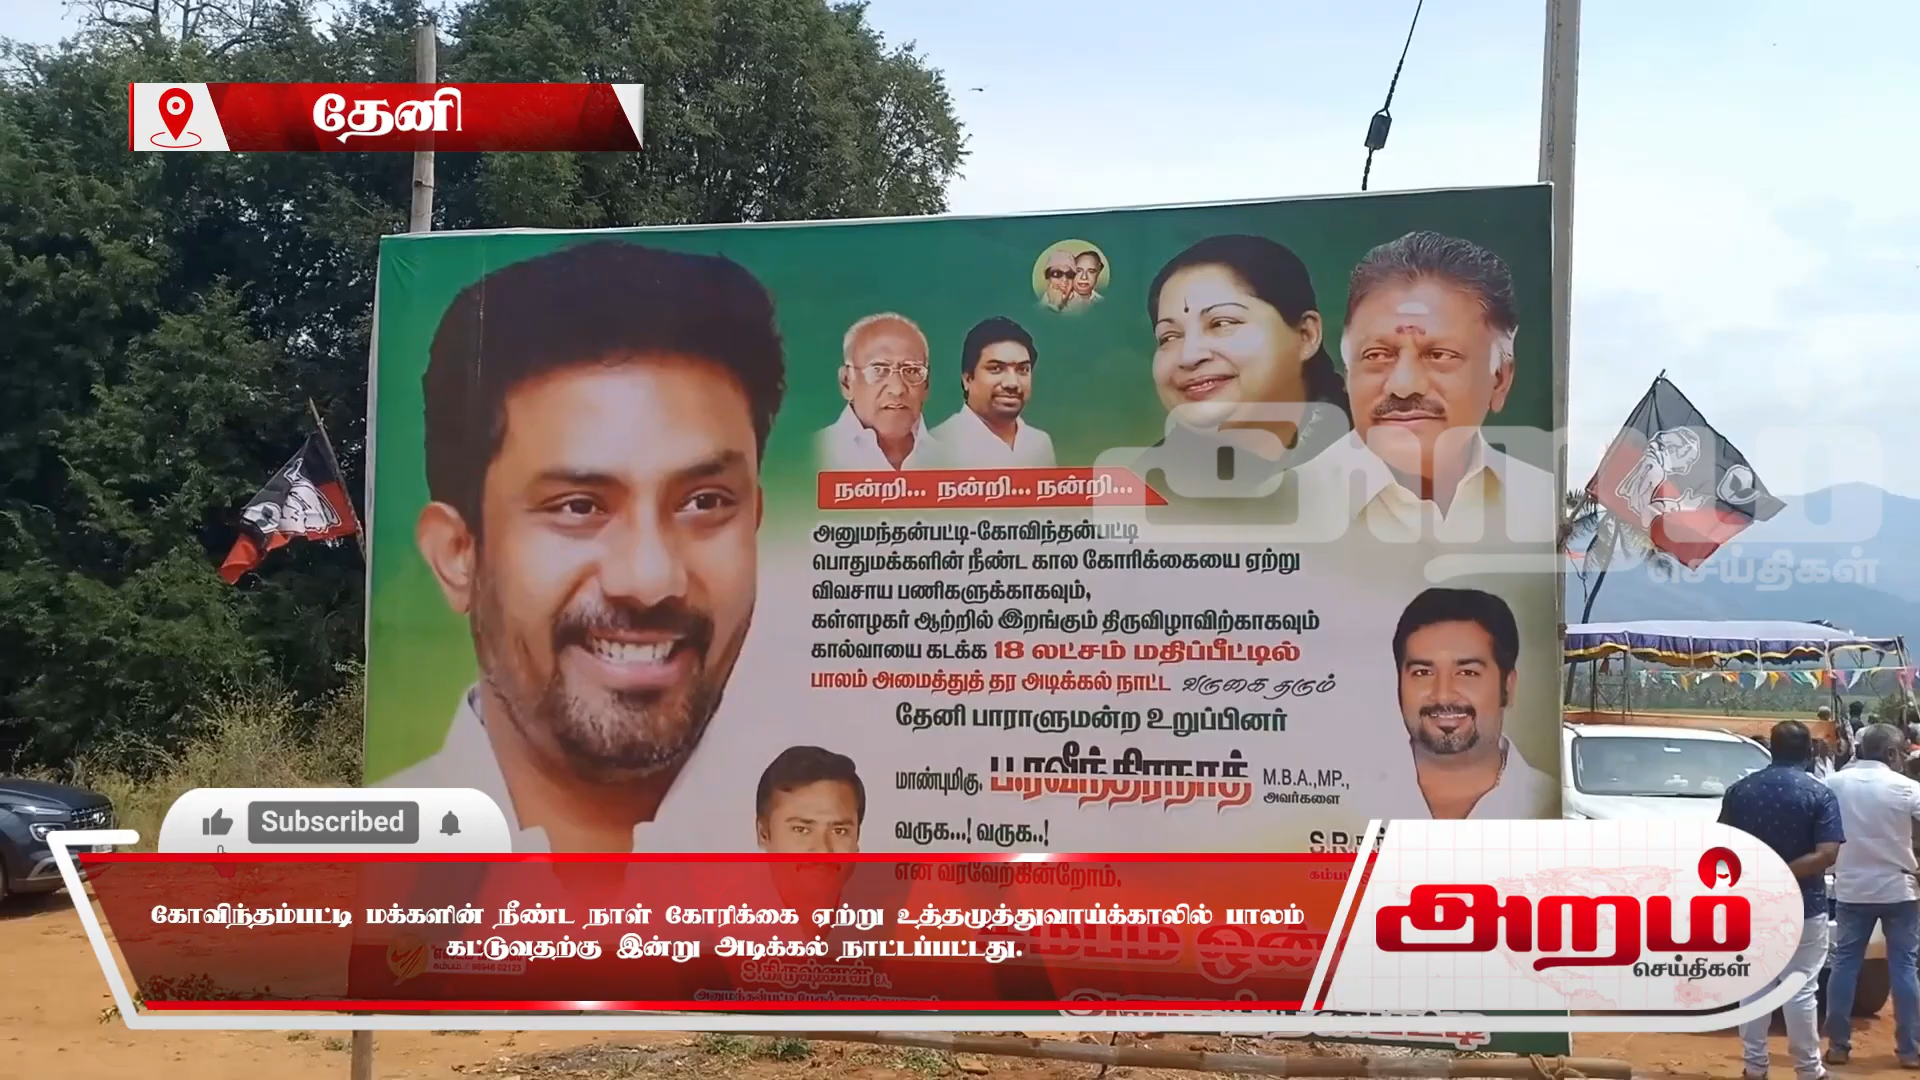 தேனி
நன்றி... நன்றி... நன்றி...
அனுமந்தன்பட்டி-கோவிந்தன்பட்டி
பொதுமக்களின் நீண்ட கால கோரிக்கையை ஏற்று
விவசாய பணிகளுக்காகவும்,
கள்ளழகர் ஆற்றில் இறங்கும் திருவிழாவிற்காகவும்
கால்வாயை கடக்க 18 லட்சம் மதிப்பீட்டில்
பாலம் அமைத்துத் தர அடிக்கல் நாட்ட வருகை தரும்
தேனி பாராளுமன்ற உறுப்பினர்
மாண்புமிகு, ப.ரவீந்திரநாத் M.B.A.,MP.,
அவர்களை
வருக...! வருக..!
என வரவேற்கின்றோம்.
S.R.
அறம்
செய்திகள்
Subscribed
கோவிந்தம்பட்டி மக்களின் நீண்ட நாள் கோரிக்கை ஏற்று உத்தமுத்துவாய்க்காலில் பாலம்
கட்டுவதற்கு இன்று அடிக்கல் நாட்டப்பட்டது.
அறம்
செய்திகள்